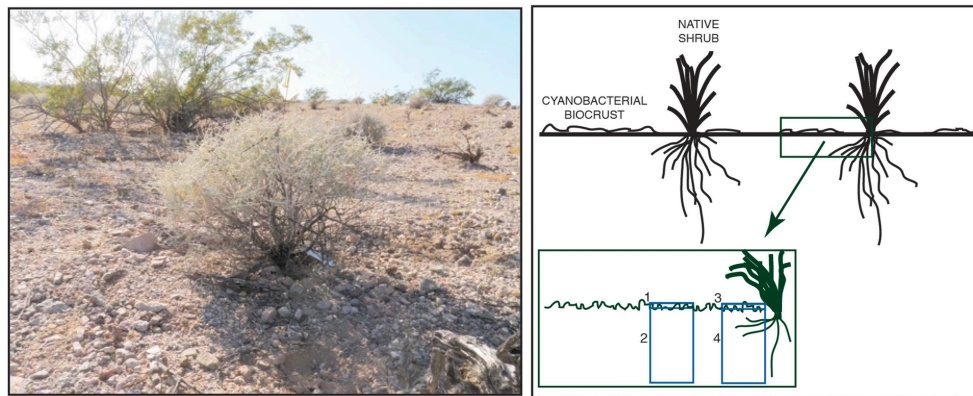 NATIVE
SHRUB
CYANOBACTERIAL
BIOCRUST
1
3
2
4